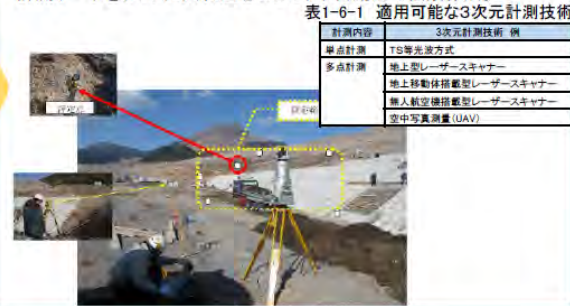 表1-6-1 適用可能な3次元計測技術
計測内容 3次元計測技術 例
単点計測 TS等光波方式
多点計測 地上型レーザースキャナー
地上移動体搭載型レーザースキャナー
無人航空機搭載型レーザースキャナー
空中写真測量(UAV)